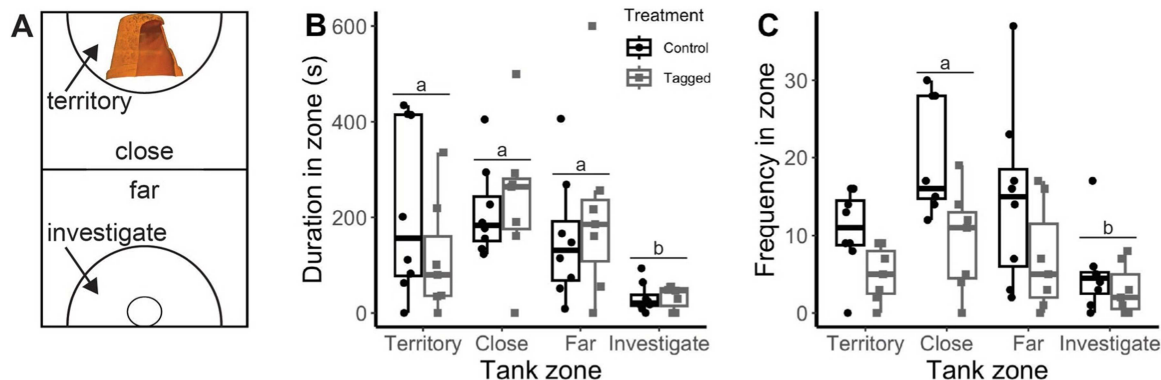 A
territory
close
far
investigate
B
Duration in zone (s)
600
400
200
0
a
a
a
b
Treatment
Control
Tagged
Territory Close Far Investigate
Tank zone
C
Frequency in zone
30
20
10
0
a
b
Territory Close Far Investigate
Tank zone